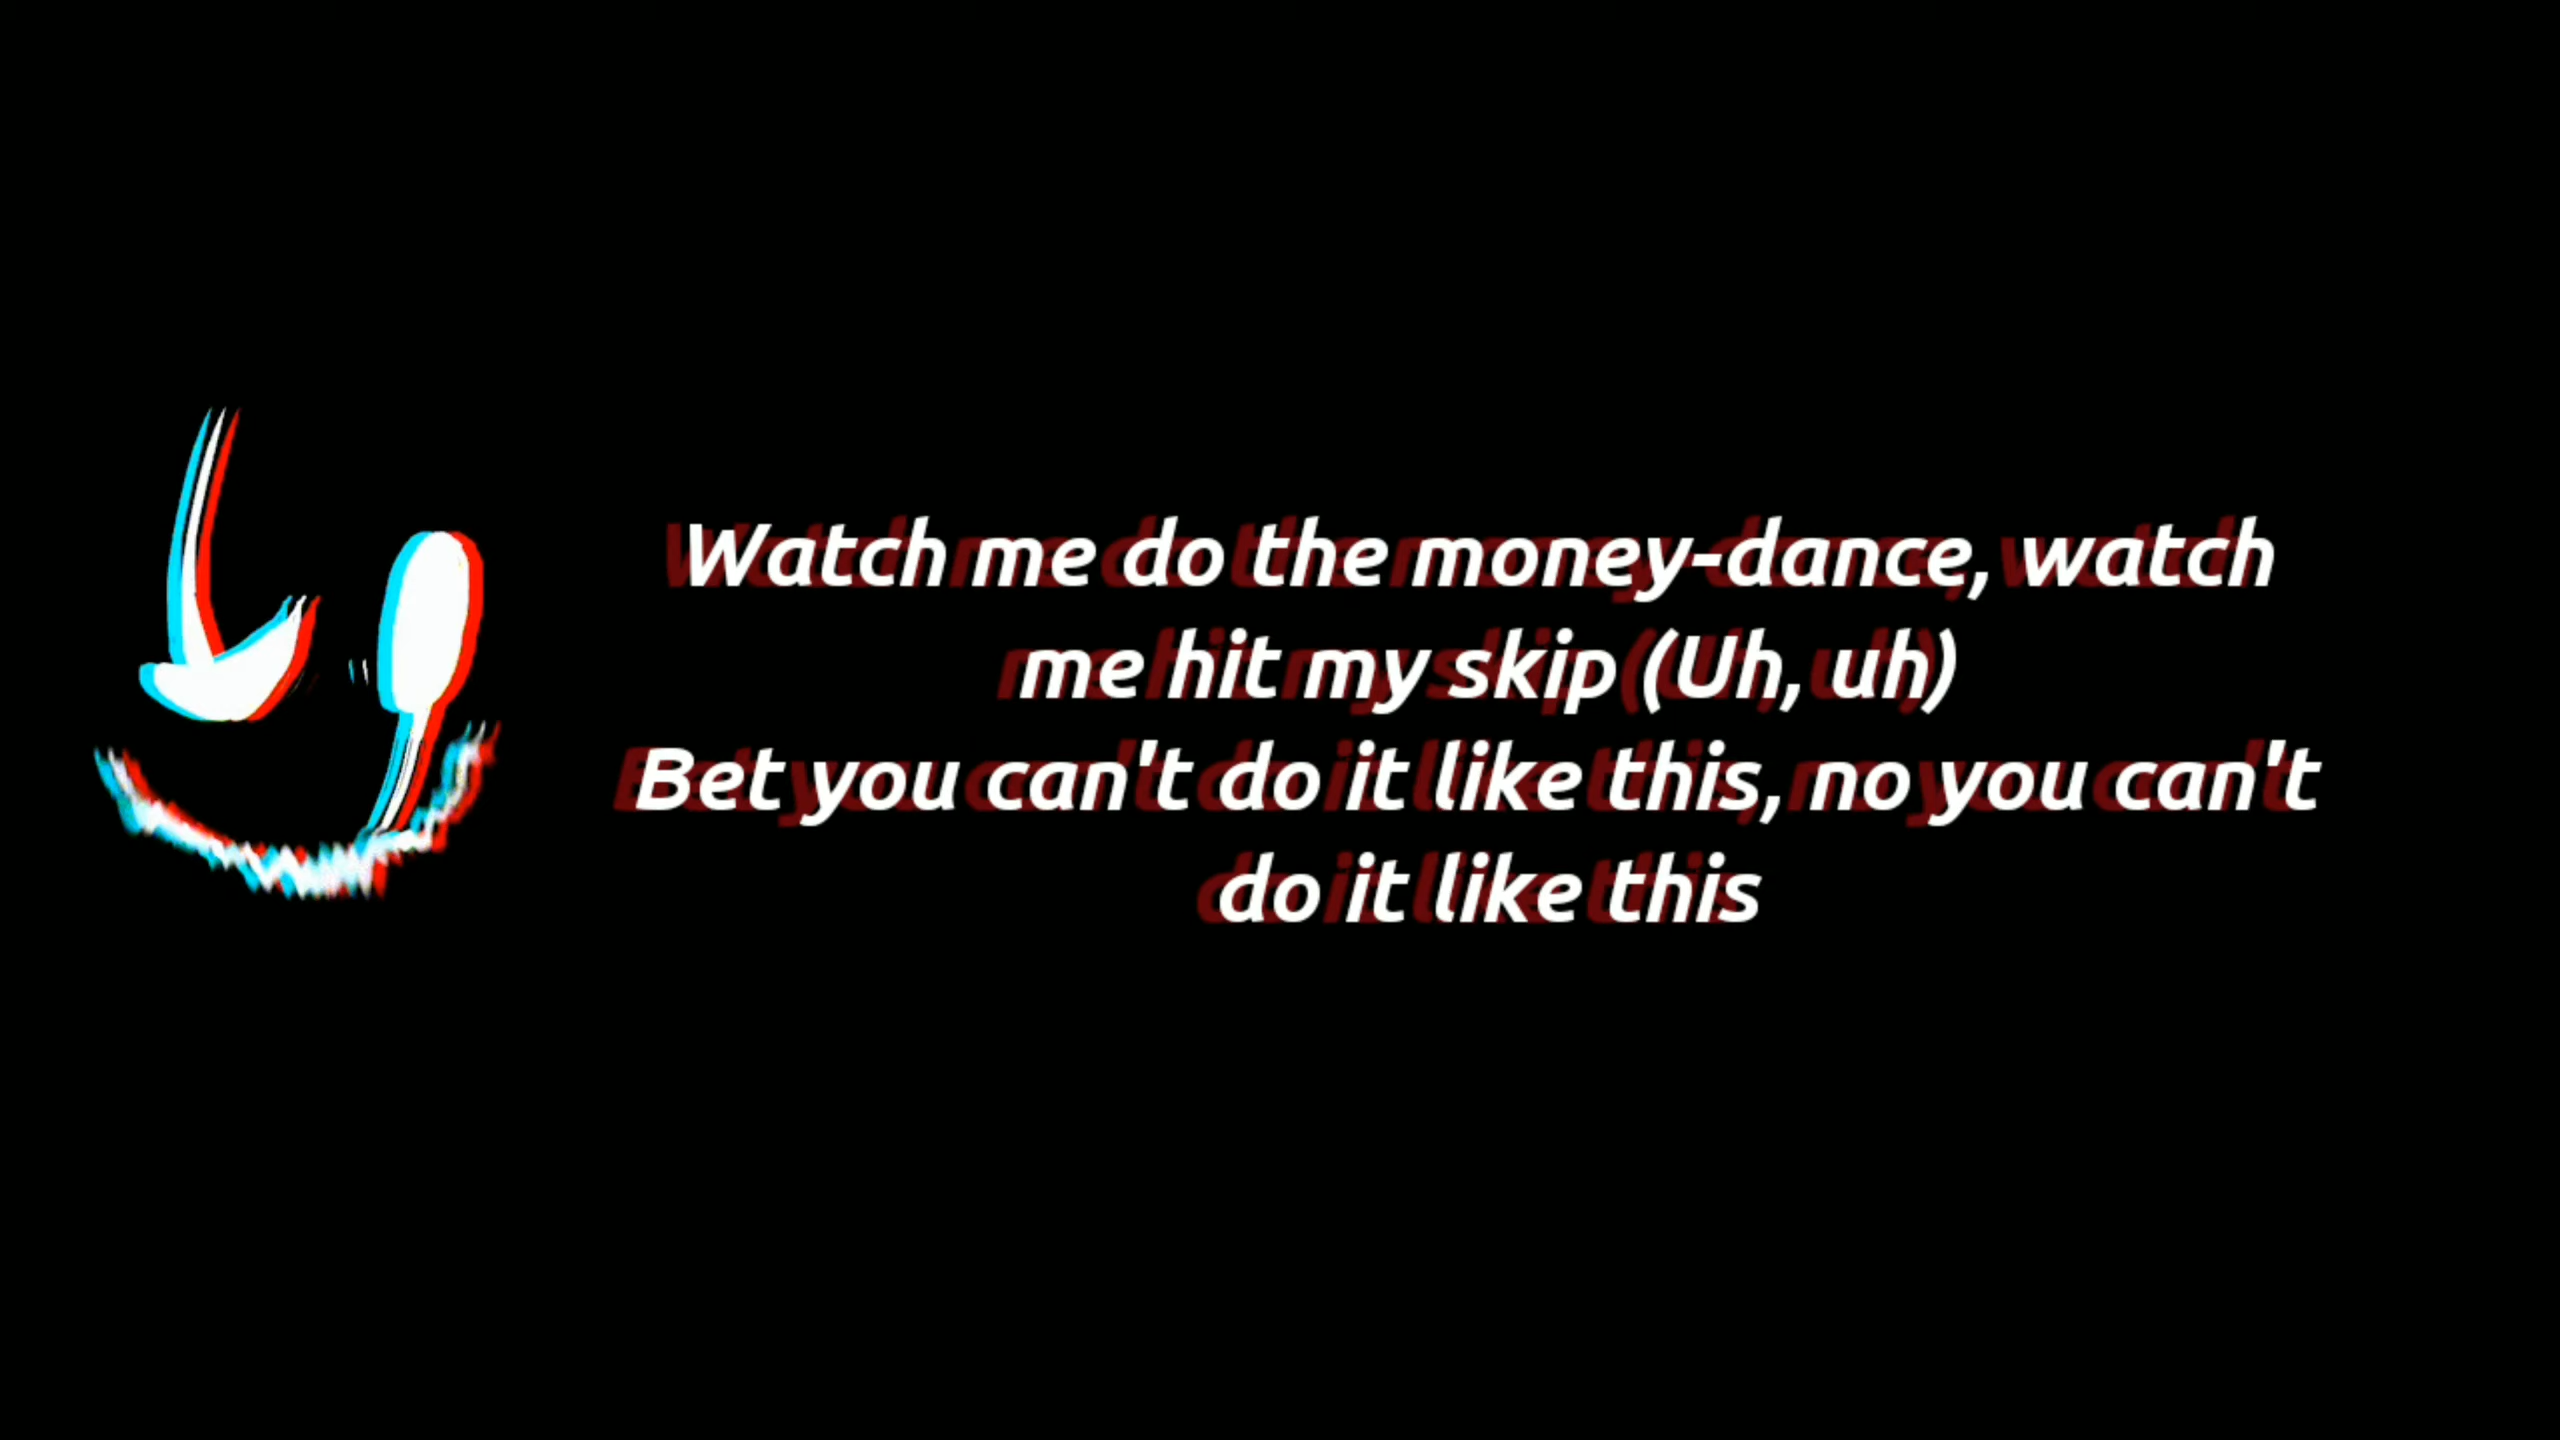 Watch me do the money-dance, watch
me hit my skip (Uh, uh)
Bet you can't do it like this, no you can't
do it like this